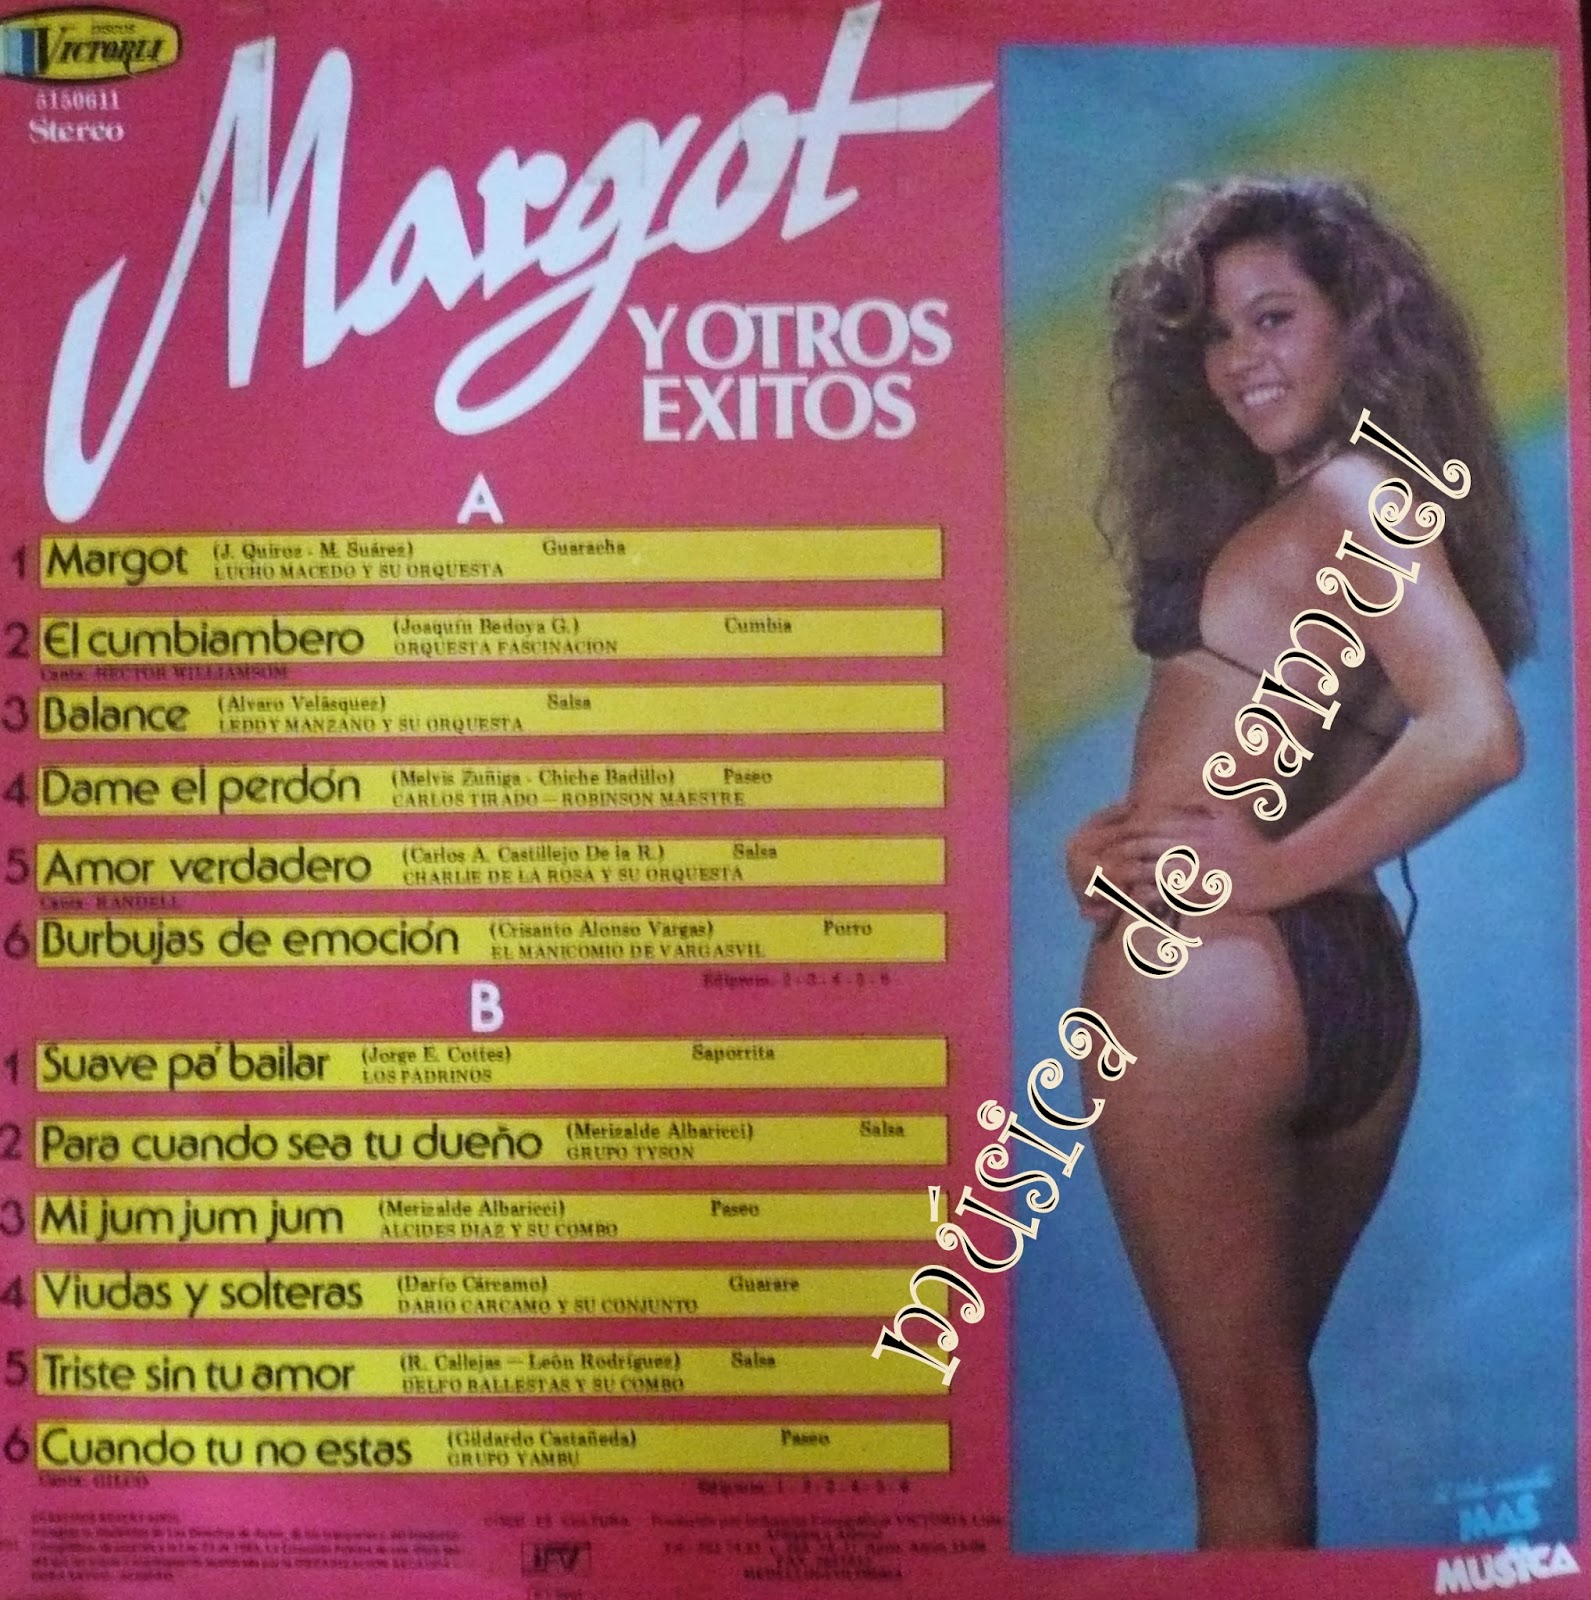 DISCOS
VICTORIA
5150611
Stereo
Margot
Y OTROS
EXITOS
A
1 Margot (J. Quiroz - M. Suárez) Guaracha
LUCHO MACEDO Y SU ORQUESTA
2 El cumbiambero (Joaquín Bedoya G.) Cumbia
ORQUESTA FASCINACION
Canta: HECTOR WILLIAMSOM
3 Balance (Alvaro Velásquez) Salsa
LEDDY MANZANO Y SU ORQUESTA
4 Dame el perdón (Melvis Zuñiga - Chiche Badillo) Paseo
CARLOS TIRADO — ROBINSON MAESTRE
5 Amor verdadero (Carlos A. Castillejo De la R.) Salsa
CHARLIE DE LA ROSA Y SU ORQUESTA
Canta: RANDELL
6 Burbujas de emoción (Crisanto Alonso Vargas) Porro
EL MANICOMIO DE VARGASVIL
2 - 3 - 4 - 5 - 6
B
1 Suave pa' bailar (Jorge E. Cottes) Saporrita
LOS PADRINOS
2 Para cuando sea tu dueño (Merizalde Albaricci) Salsa
GRUPO TYSON
3 Mi jum jum jum (Merizalde Albaricci) Paseo
ALCIDES DIAZ Y SU COMBO
4 Viudas y solteras (Darío Cárcamo) Guarare
DARIO CARCAMO Y SU CONJUNTO
5 Triste sin tu amor (R. Callejas — León Rodríguez) Salsa
DELFO BALLESTAS Y SU COMBO
6 Cuando tu no estas (Gildardo Castañeda) Paseo
GRUPO YAMBU
Canta: GILCO
música de samuel
MAS
MUSICA